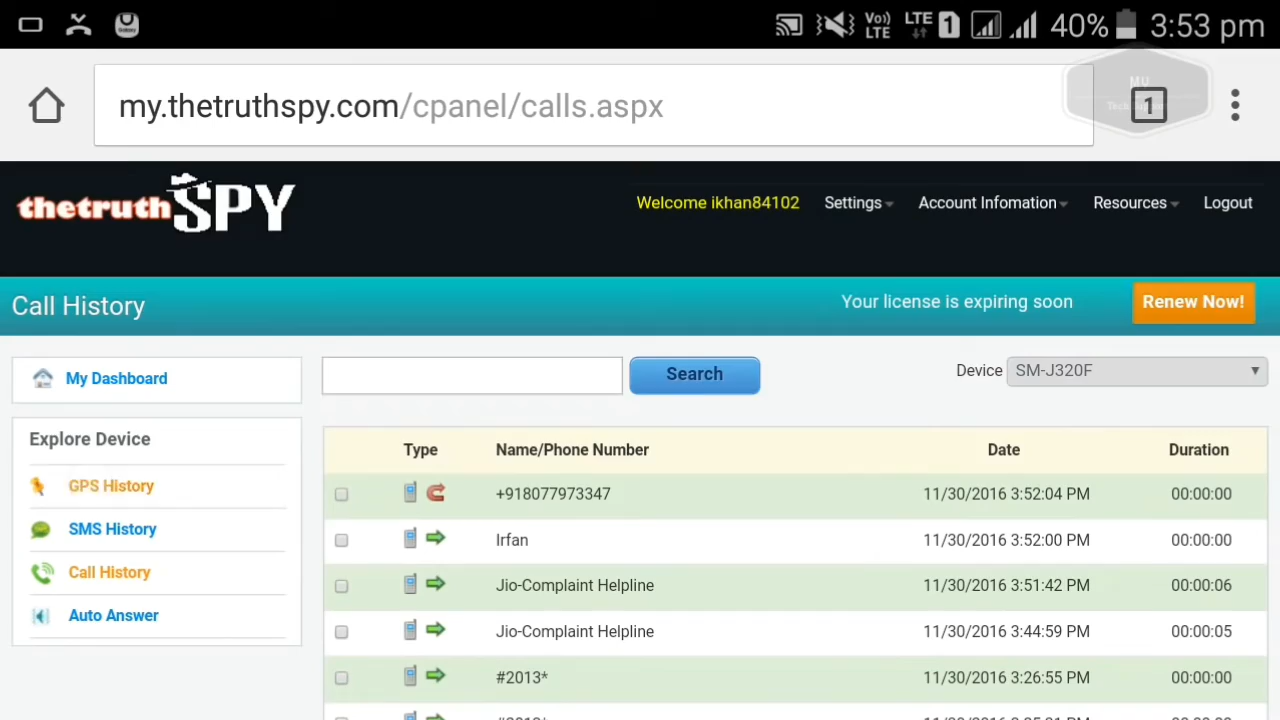 Vo)) LTE LTE 1 40% 3:53 pm
my.thetruthspy.com/cpanel/calls.aspx
1
MY
thetruthSPY
Welcome ikhan84102 Settings Account Infomation Resources Logout
Call History Your license is expiring soon Renew Now!
My Dashboard
Search
Device SM-J320F
Explore Device
GPS History
SMS History
Call History
Auto Answer
Type Name/Phone Number Date Duration
+918077973347 11/30/2016 3:52:04 PM 00:00:00
Irfan 11/30/2016 3:52:00 PM 00:00:00
Jio-Complaint Helpline 11/30/2016 3:51:42 PM 00:00:06
Jio-Complaint Helpline 11/30/2016 3:44:59 PM 00:00:05
#2013* 11/30/2016 3:26:55 PM 00:00:00